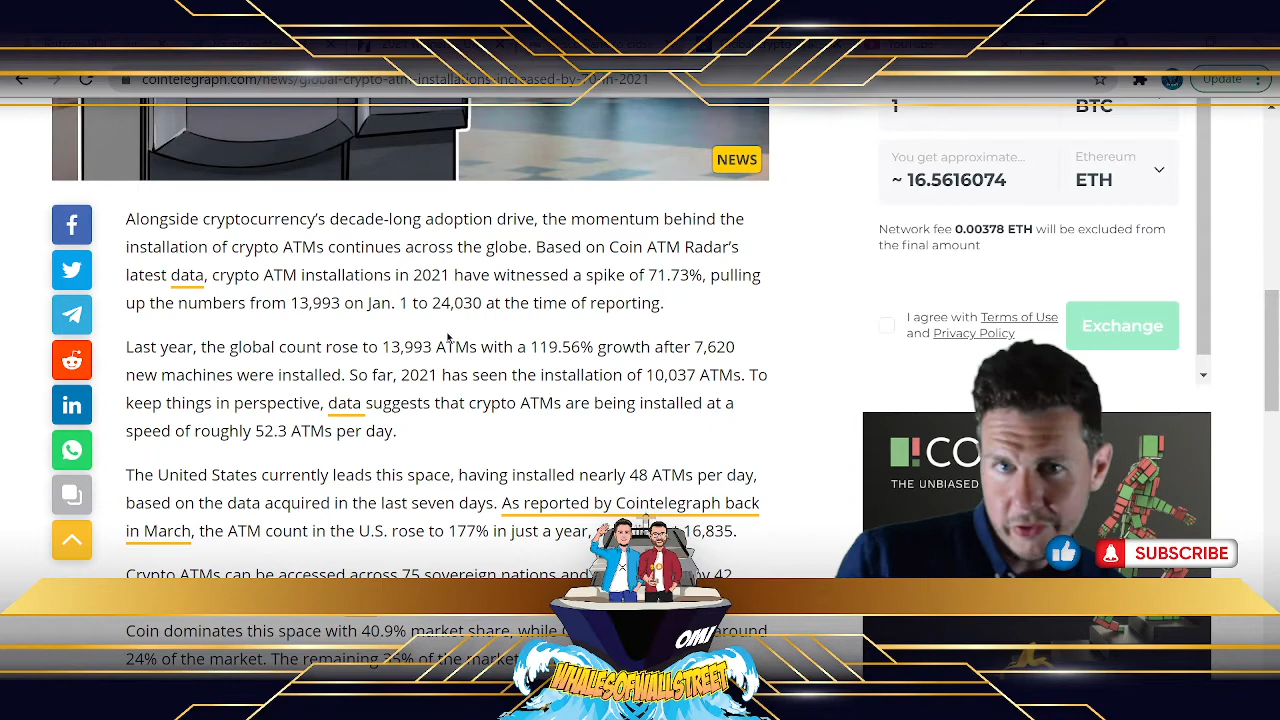 cointelegraph.com/news/global-crypto-atm-installations-increased-by-70-in-2021
Update
1
BTC
NEWS
You get approximate...
Ethereum
~ 16.5616074
ETH
Network fee 0.00378 ETH will be excluded from
the final amount
I agree with Terms of Use
and Privacy Policy
Exchange
Alongside cryptocurrency's decade-long adoption drive, the momentum behind the
installation of crypto ATMs continues across the globe. Based on Coin ATM Radar's
latest data, crypto ATM installations in 2021 have witnessed a spike of 71.73%, pulling
up the numbers from 13,993 on Jan. 1 to 24,030 at the time of reporting.
Last year, the global count rose to 13,993 ATMs with a 119.56% growth after 7,620
new machines were installed. So far, 2021 has seen the installation of 10,037 ATMs. To
keep things in perspective, data suggests that crypto ATMs are being installed at a
speed of roughly 52.3 ATMs per day.
The United States currently leads this space, having installed nearly 48 ATMs per day,
based on the data acquired in the last seven days. As reported by Cointelegraph back
in March, the ATM count in the U.S. rose to 177% in just a year, 16,835.
Crypto ATMs can be accessed across 75 sovereign nations and by 42
Coin dominates this space with 40.9% market share, while around
24% of the market. The remaining 35% of the market
THE UNBIASED
SUBSCRIBE
OMI
WHALESOFWALLSTREET